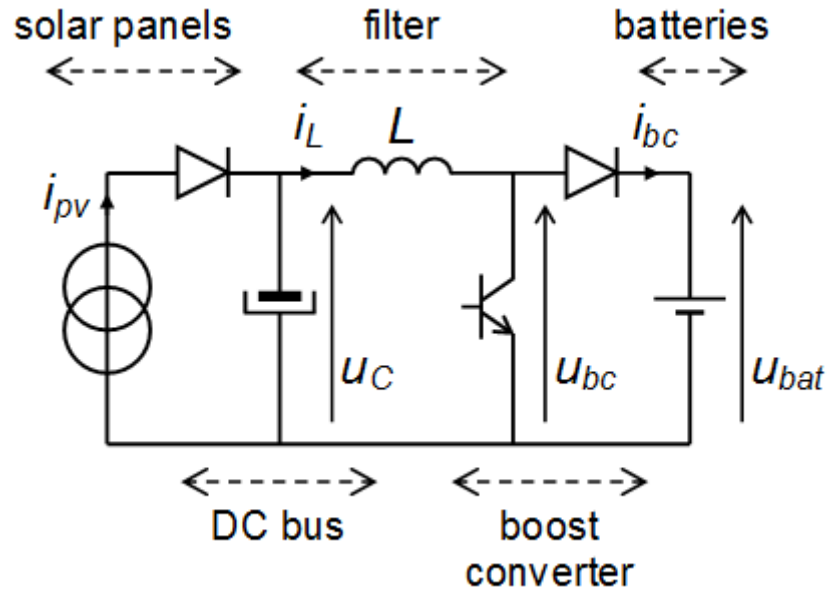 solar panels
filter
batteries
i_L
L
i_bc
i_pv
u_C
u_bc
u_bat
DC bus
boost
converter